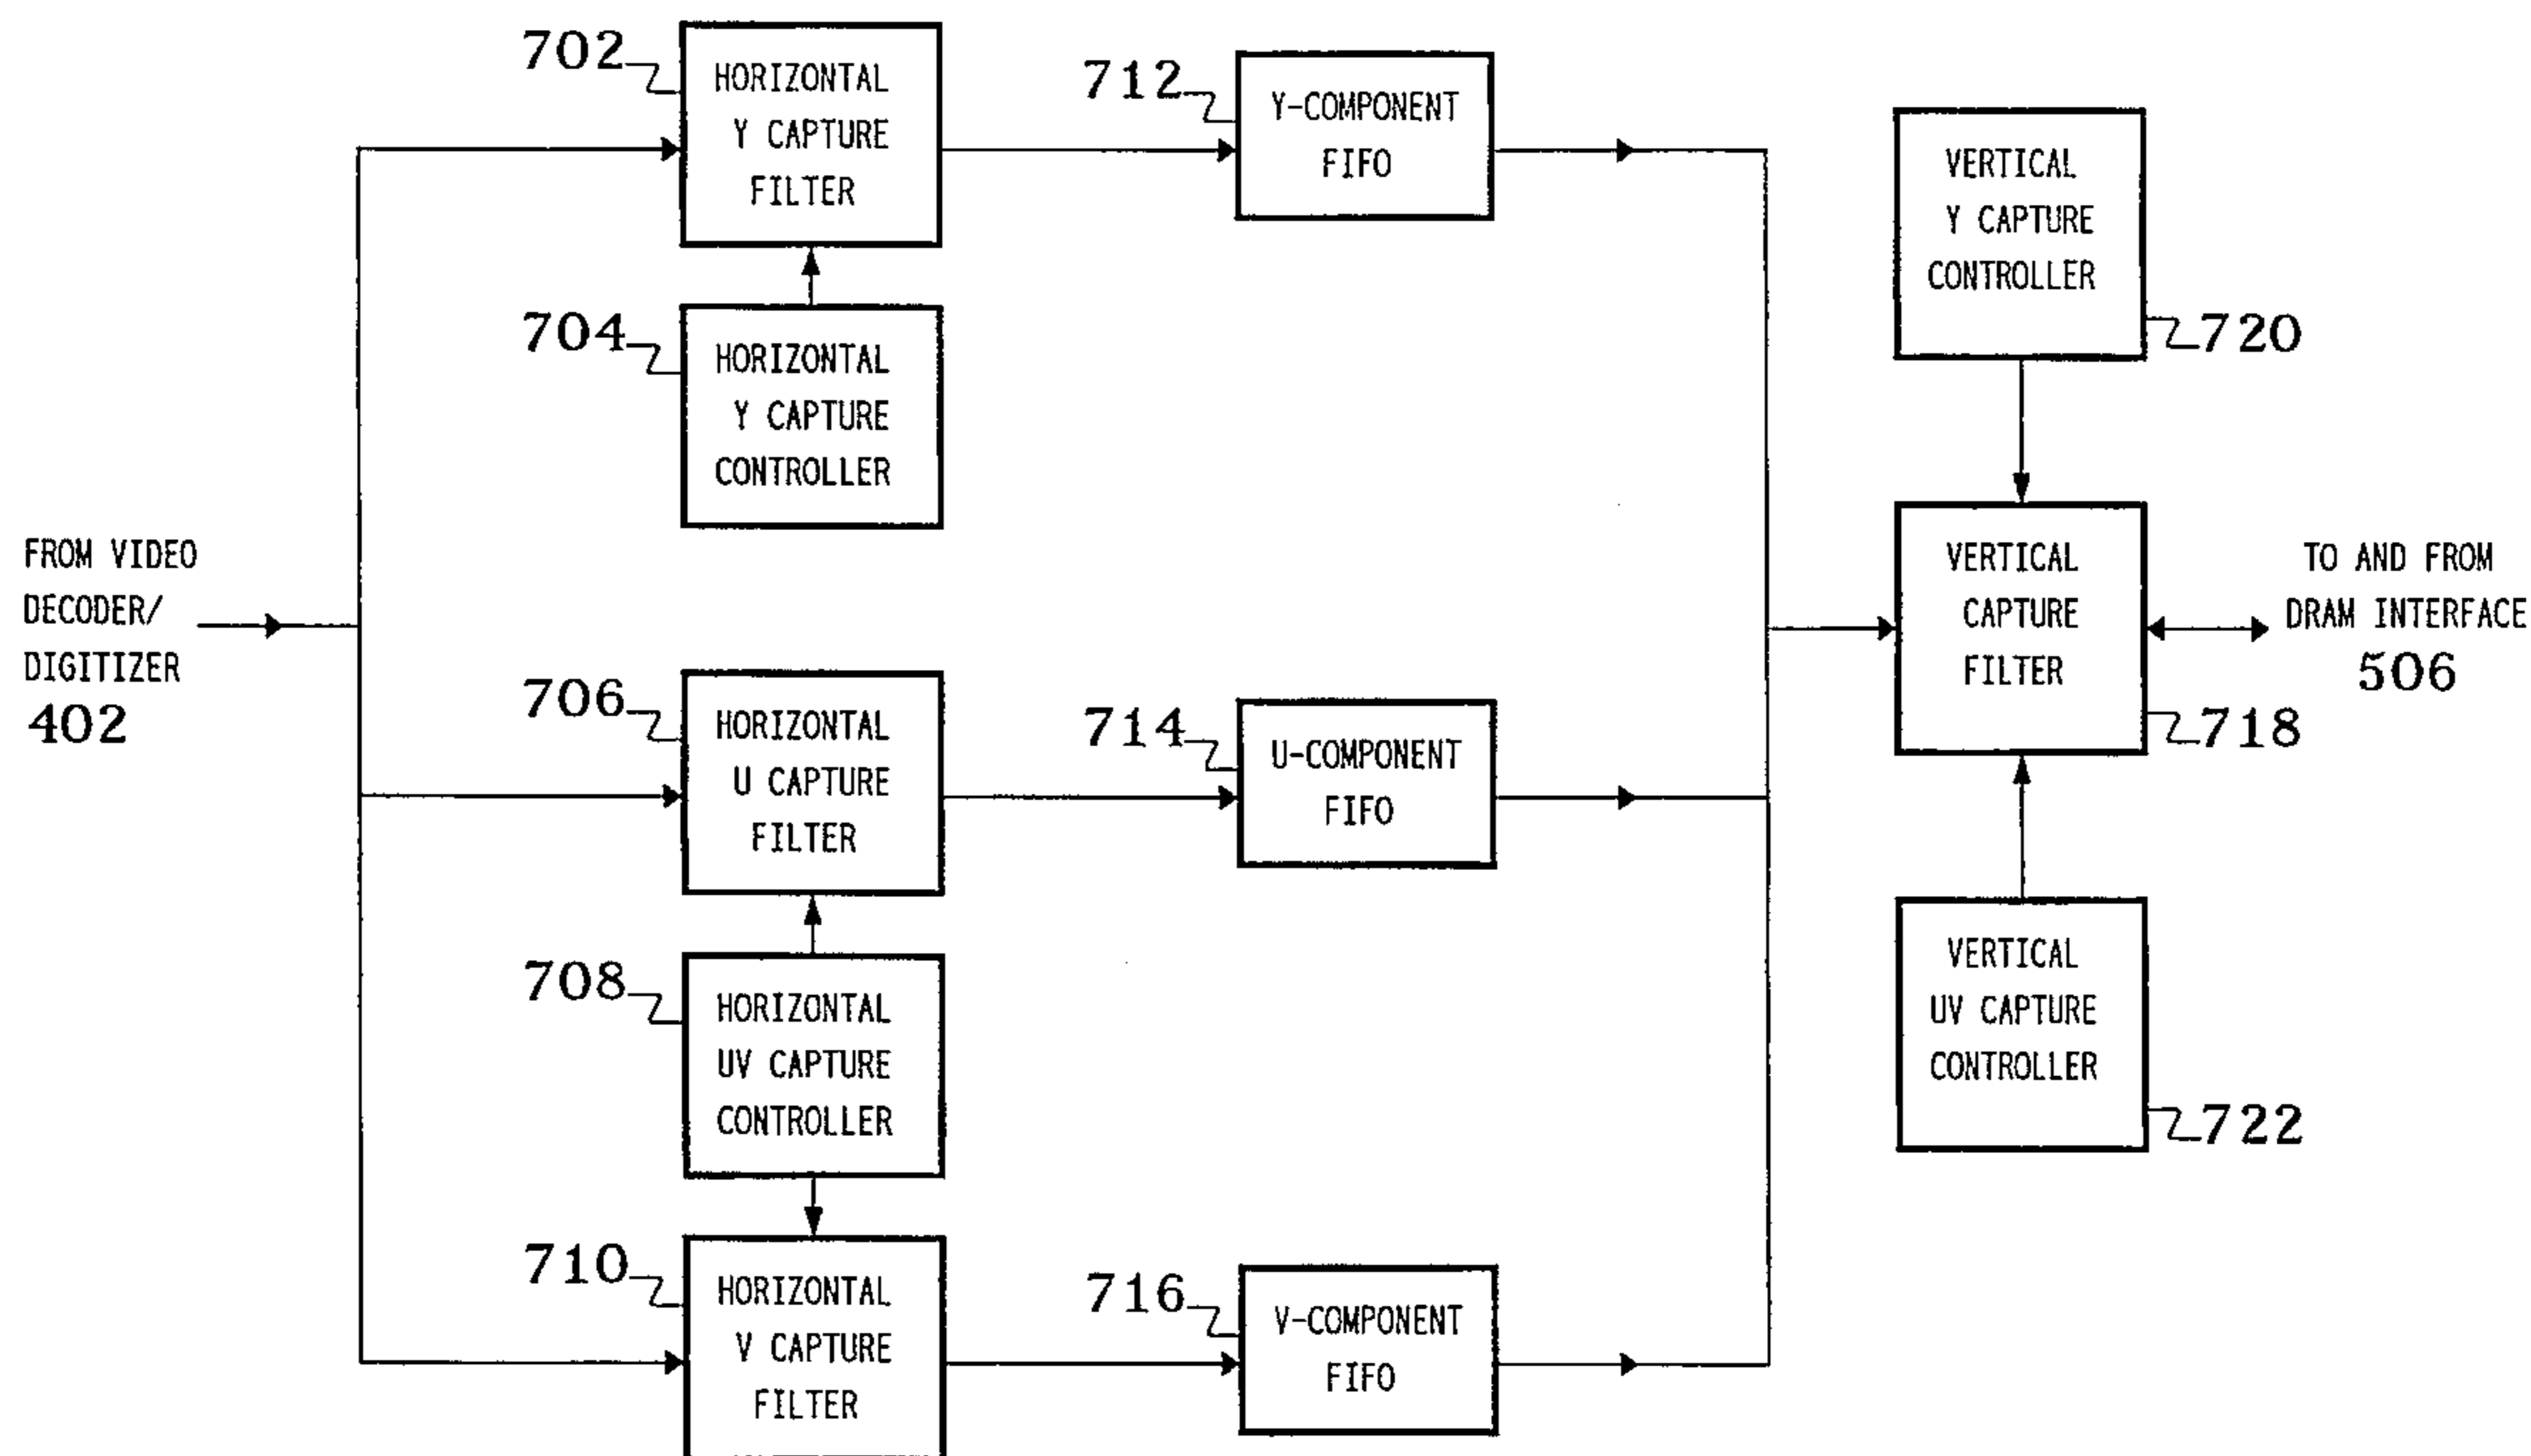 702
HORIZONTAL
Y CAPTURE
FILTER
712
Y-COMPONENT
FIFO
VERTICAL
Y CAPTURE
CONTROLLER
720
704
HORIZONTAL
Y CAPTURE
CONTROLLER
FROM VIDEO
DECODER/
DIGITIZER
402
VERTICAL
CAPTURE
FILTER
718
TO AND FROM
DRAM INTERFACE
506
706
HORIZONTAL
U CAPTURE
FILTER
714
U-COMPONENT
FIFO
708
HORIZONTAL
UV CAPTURE
CONTROLLER
VERTICAL
UV CAPTURE
CONTROLLER
722
710
HORIZONTAL
V CAPTURE
FILTER
716
V-COMPONENT
FIFO